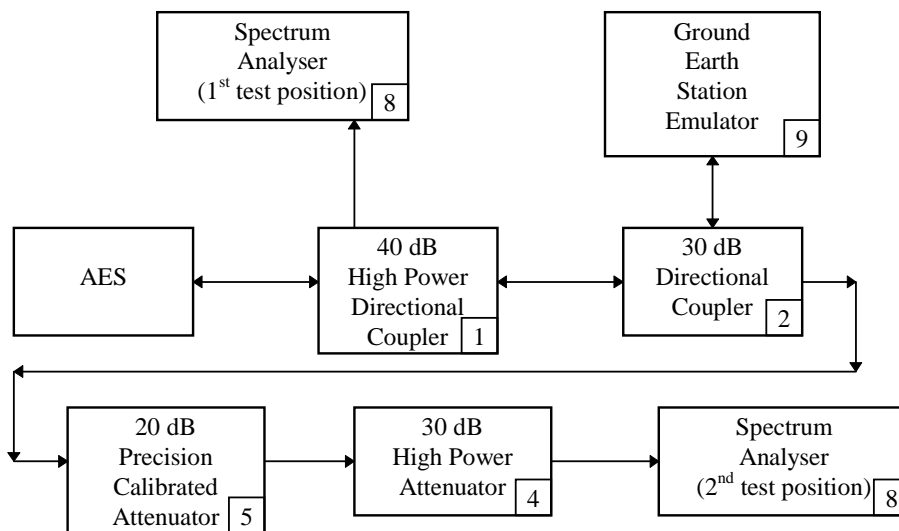 Spectrum
Analyser
(1st test position)
8
Ground
Earth
Station
Emulator
9
AES
40 dB
High Power
Directional
Coupler
1
30 dB
Directional
Coupler
2
20 dB
Precision
Calibrated
Attenuator
5
30 dB
High Power
Attenuator
4
Spectrum
Analyser
(2nd test position)
8